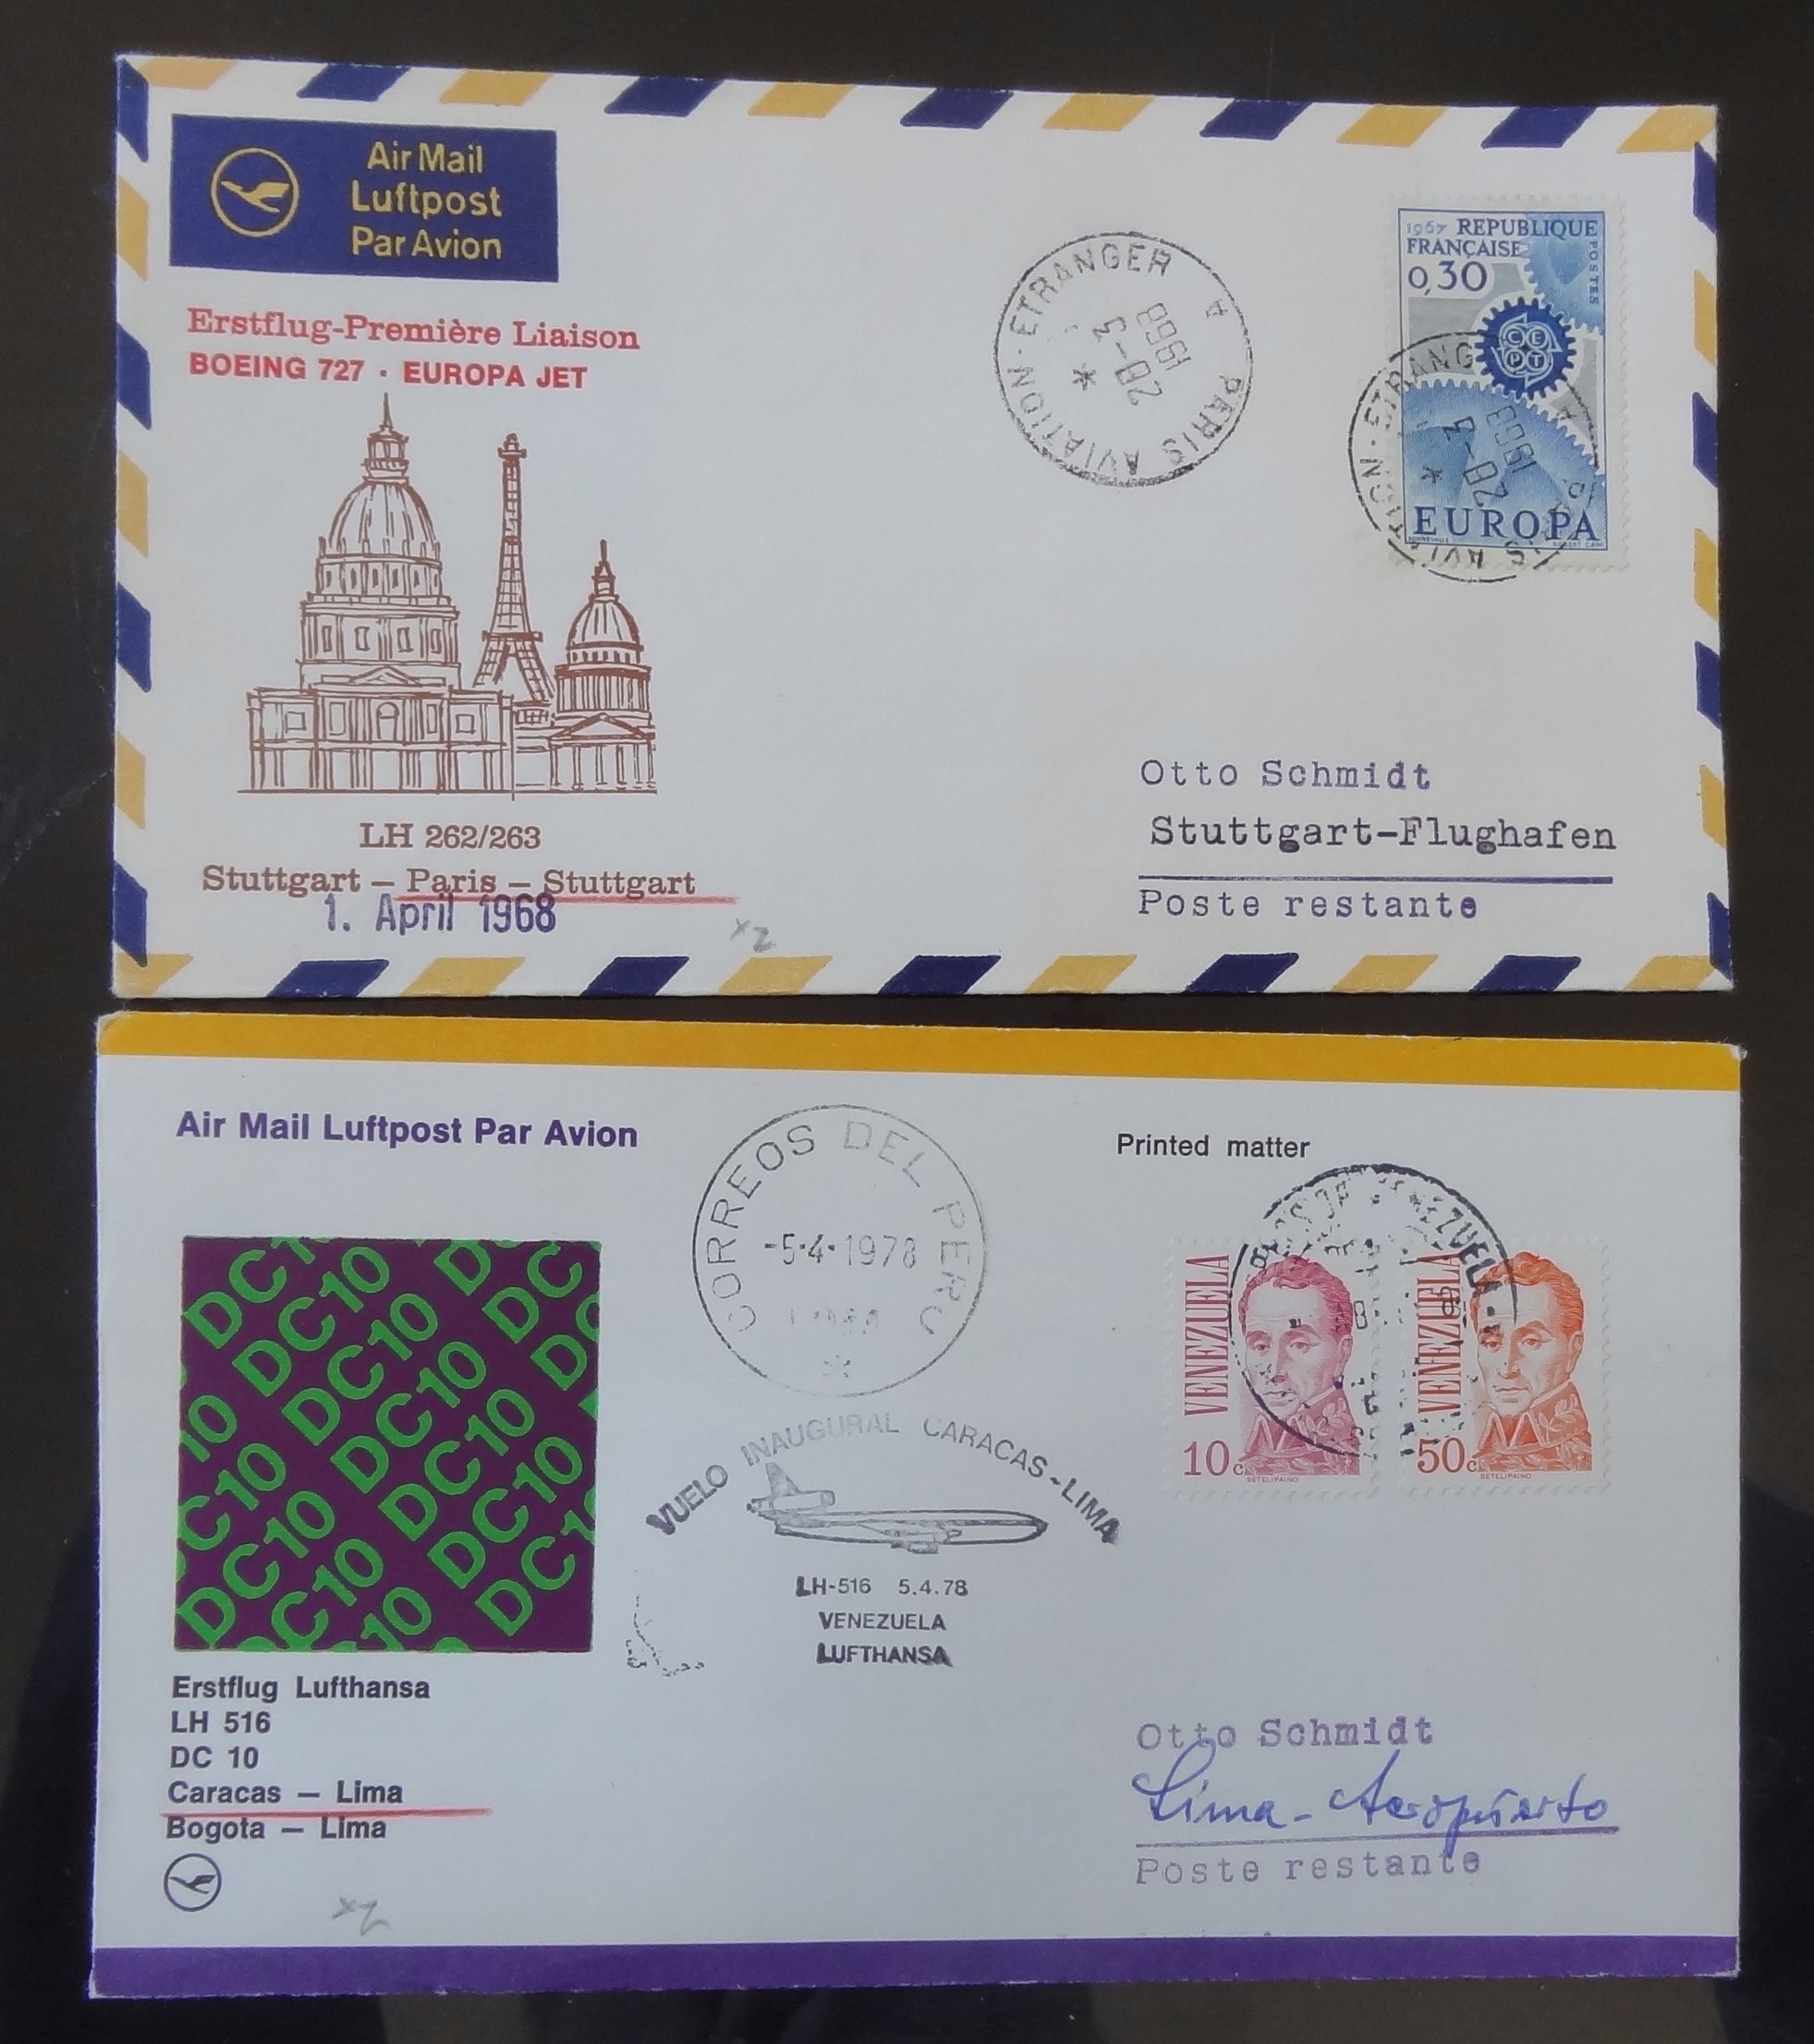 Air Mail
Luftpost
Par Avion
Erstflug-Première Liaison
BOEING 727 · EUROPA JET
LH 262/263
Stuttgart – Paris – Stuttgart
1. April 1968
x2
PARIS AVIATION · ETRANGER A
28-3
1968
*
1967 REPUBLIQUE
FRANÇAISE
0,30
POSTES
CEPT
EUROPA
Otto Schmidt
Stuttgart-Flughafen
Poste restante
Air Mail Luftpost Par Avion
CORREOS DEL PERU
-5·4·1978
*
Printed matter
VENEZUELA
10c
SETELIPAINO
VENEZUELA
50c
SETELIPAINO
DC10
VUELO INAUGURAL CARACAS-LIMA
LH-516 5.4.78
VENEZUELA
LUFTHANSA
Erstflug Lufthansa
LH 516
DC 10
Caracas – Lima
Bogota – Lima
x2
Otto Schmidt
Lima - Aeropuerto
Poste restante